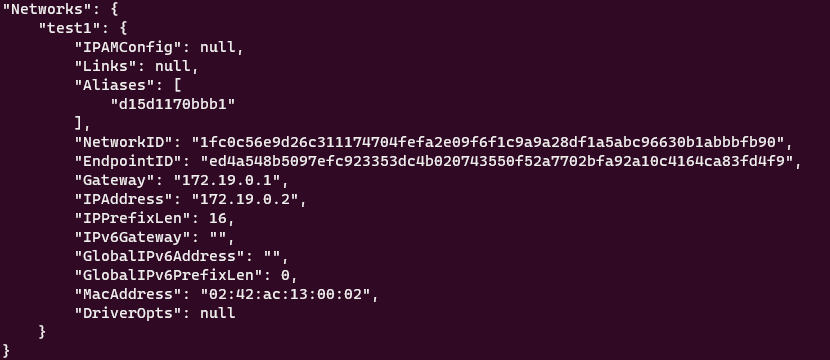 "Networks": {
    "test1": {
        "IPAMConfig": null,
        "Links": null,
        "Aliases": [
            "d15d1170bbb1"
        ],
        "NetworkID": "1fc0c56e9d26c311174704fefa2e09f6f1c9a9a28df1a5abc96630b1abbbfb90",
        "EndpointID": "ed4a548b5097efc923353dc4b020743550f52a7702bfa92a10c4164ca83fd4f9",
        "Gateway": "172.19.0.1",
        "IPAddress": "172.19.0.2",
        "IPPrefixLen": 16,
        "IPv6Gateway": "",
        "GlobalIPv6Address": "",
        "GlobalIPv6PrefixLen": 0,
        "MacAddress": "02:42:ac:13:00:02",
        "DriverOpts": null
    }
}